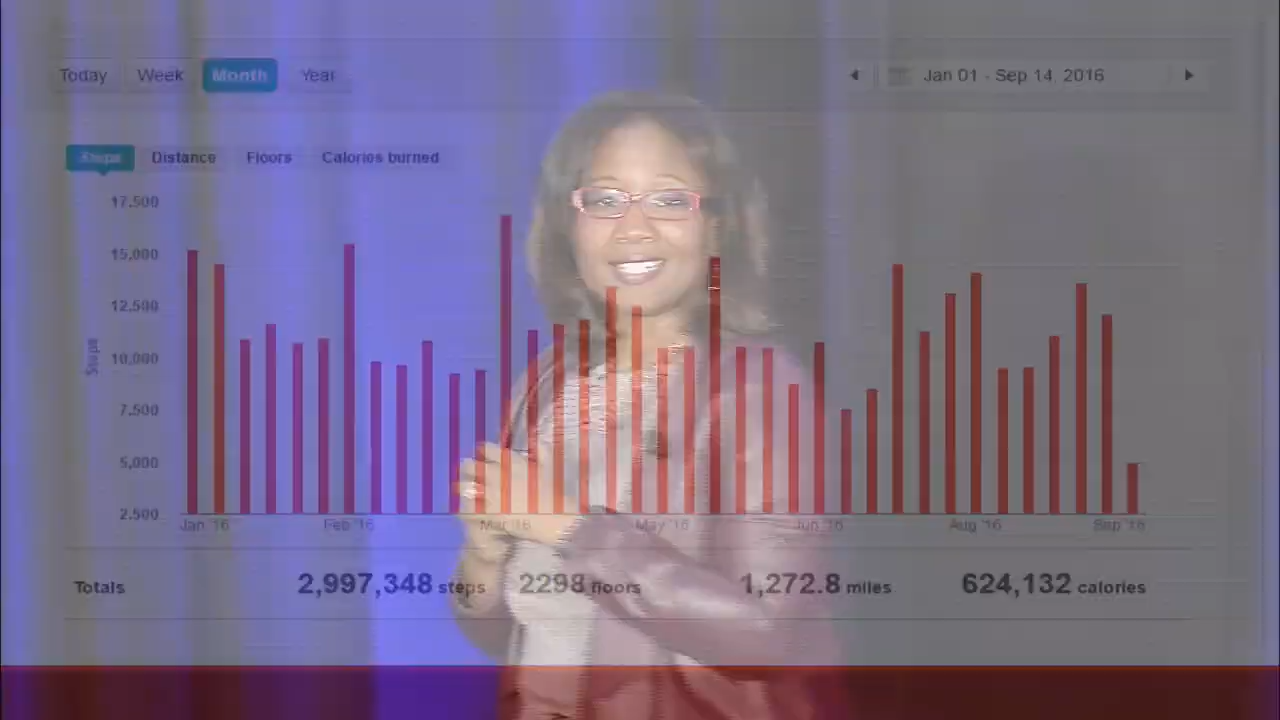 Today Week Month Year Jan 01 - Sep 14, 2016
Steps Distance Floors Calories burned
17,500
15,000
12,500
10,000
7,500
5,000
2,500
Steps
Jan '16 Feb '16 Mar '16 May '16 Jun '16 Aug '16 Sep '16
Totals 2,997,348 steps 2298 floors 1,272.8 miles 624,132 calories